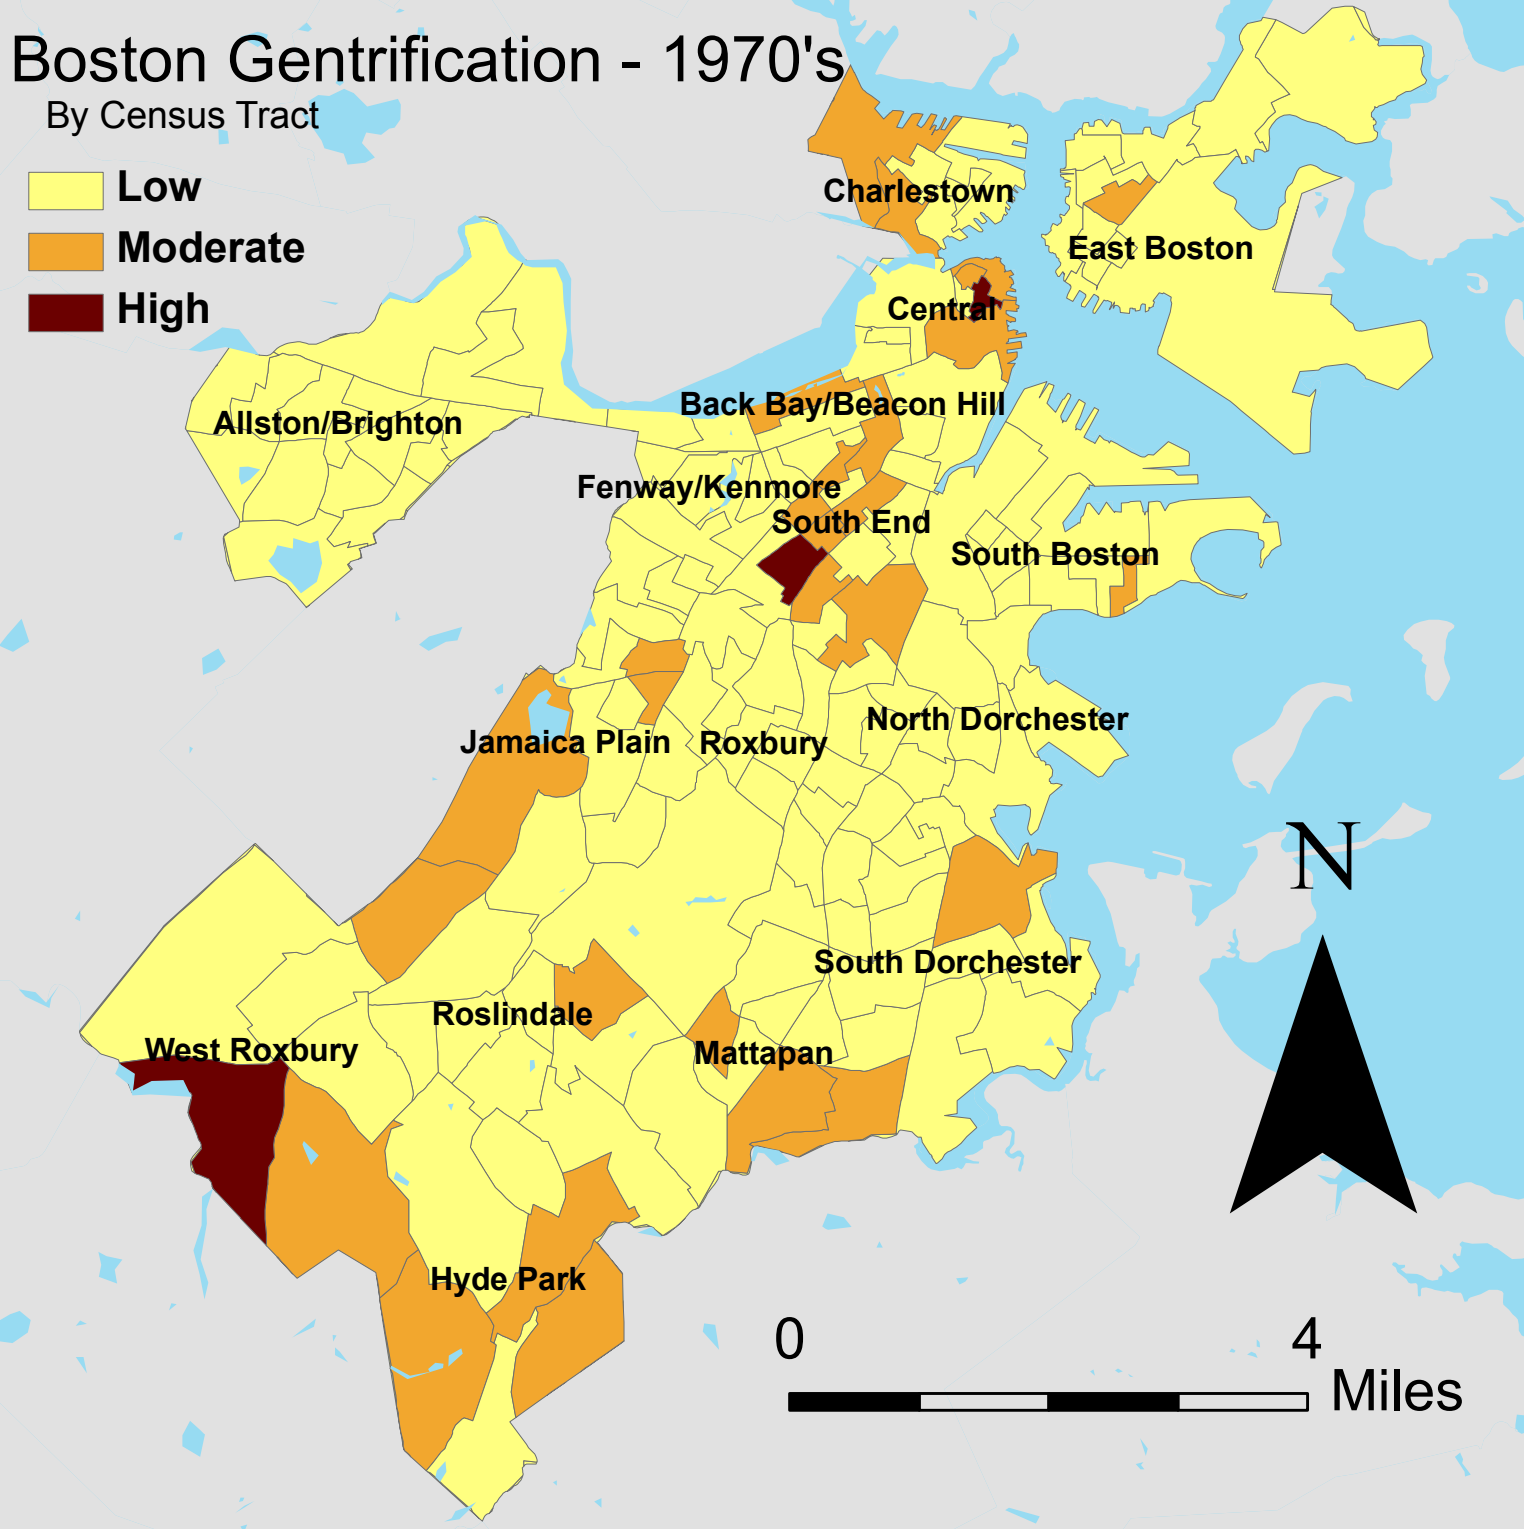 Boston Gentrification - 1970's
By Census Tract
Low
Moderate
High
Charlestown
East Boston
Central
Back Bay/Beacon Hill
Allston/Brighton
Fenway/Kenmore
South End
South Boston
North Dorchester
Jamaica Plain
Roxbury
N
South Dorchester
Roslindale
West Roxbury
Mattapan
Hyde Park
0
4
Miles